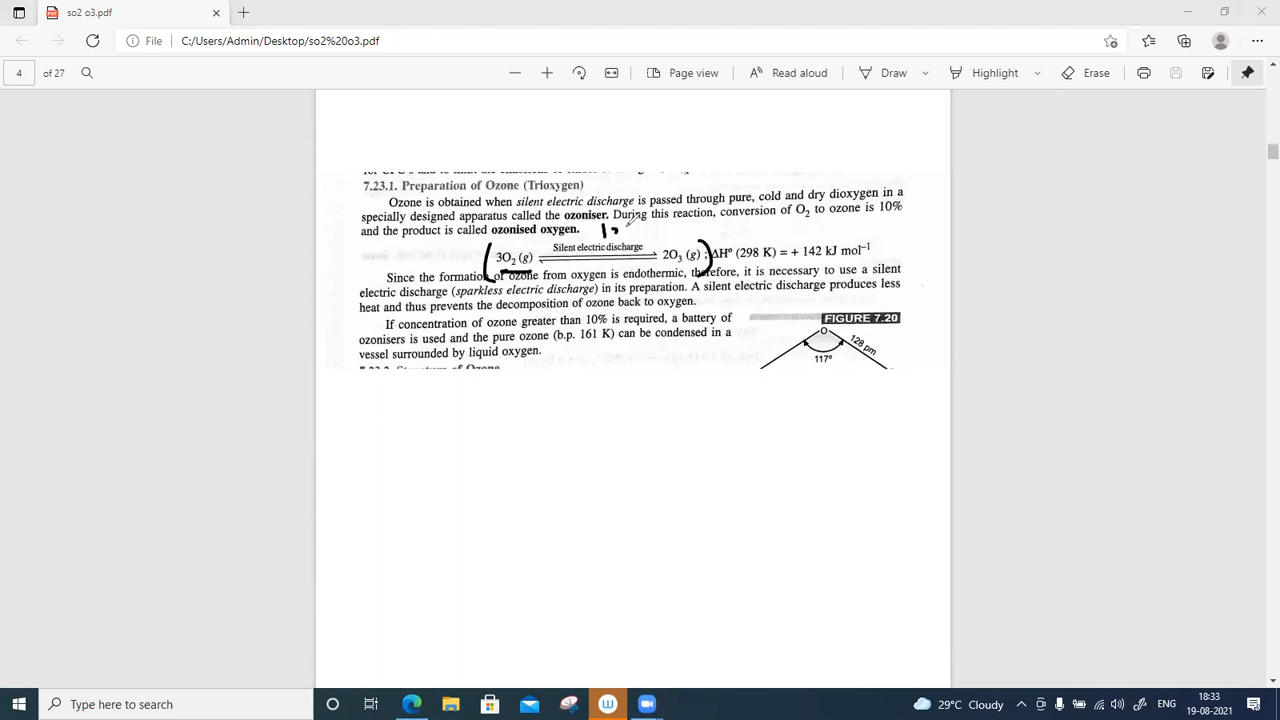 so2 o3.pdf
File C:/Users/Admin/Desktop/so2%20o3.pdf
4 of 27 Page view Read aloud Draw Highlight Erase
7.23.1. Preparation of Ozone (Trioxygen)
Ozone is obtained when silent electric discharge is passed through pure, cold and dry dioxygen in a
specially designed apparatus called the ozoniser. During this reaction, conversion of O₂ to ozone is 10%
and the product is called ozonised oxygen.
Silent electric discharge
3O₂ (g) ⇌ 2O₃ (g) ; ΔH° (298 K) = + 142 kJ mol⁻¹
Since the formation of ozone from oxygen is endothermic, therefore, it is necessary to use a silent
electric discharge (sparkless electric discharge) in its preparation. A silent electric discharge produces less
heat and thus prevents the decomposition of ozone back to oxygen.
If concentration of ozone greater than 10% is required, a battery of
ozonisers is used and the pure ozone (b.p. 161 K) can be condensed in a
vessel surrounded by liquid oxygen.
FIGURE 7.20
O
128 pm
117°
Type here to search
29°C Cloudy
ENG
18:33
19-08-2021